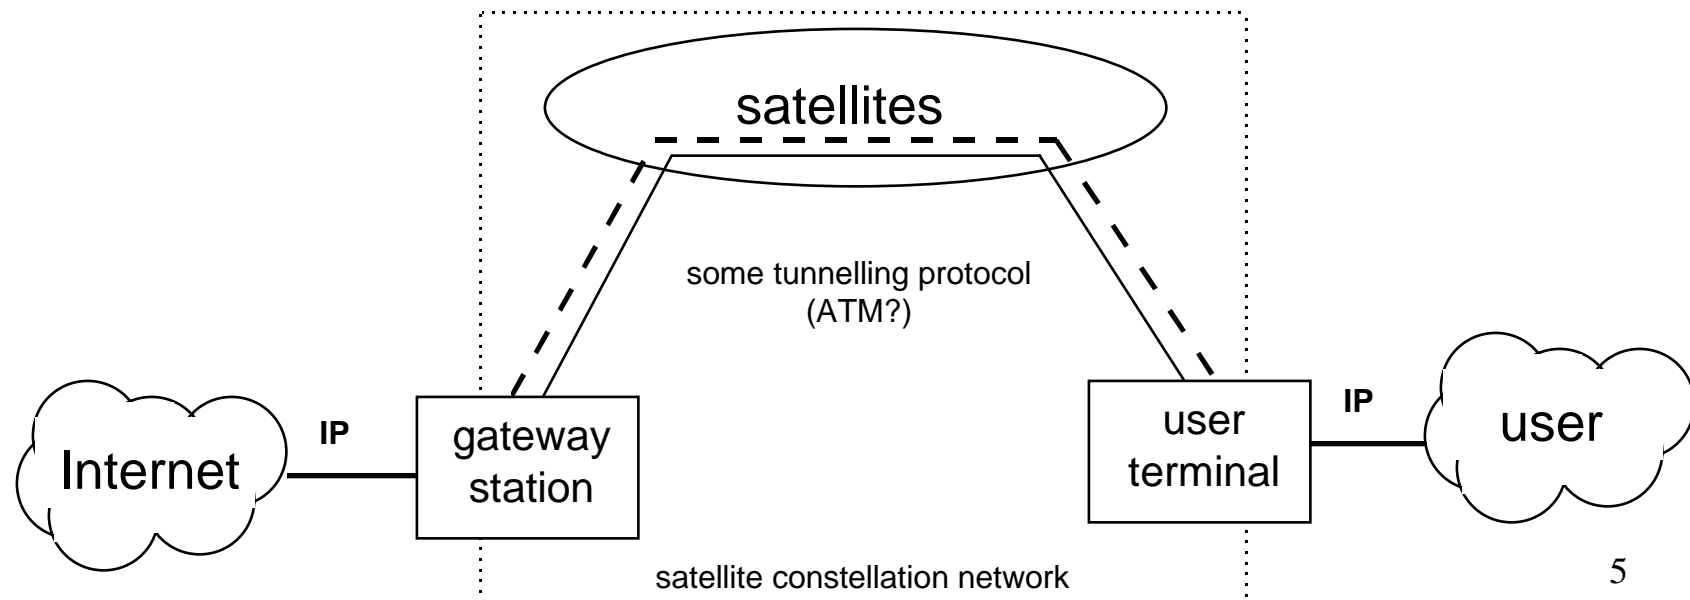 satellites
some tunnelling protocol
(ATM?)
Internet
IP
gateway
station
user
terminal
IP
user
satellite constellation network
5